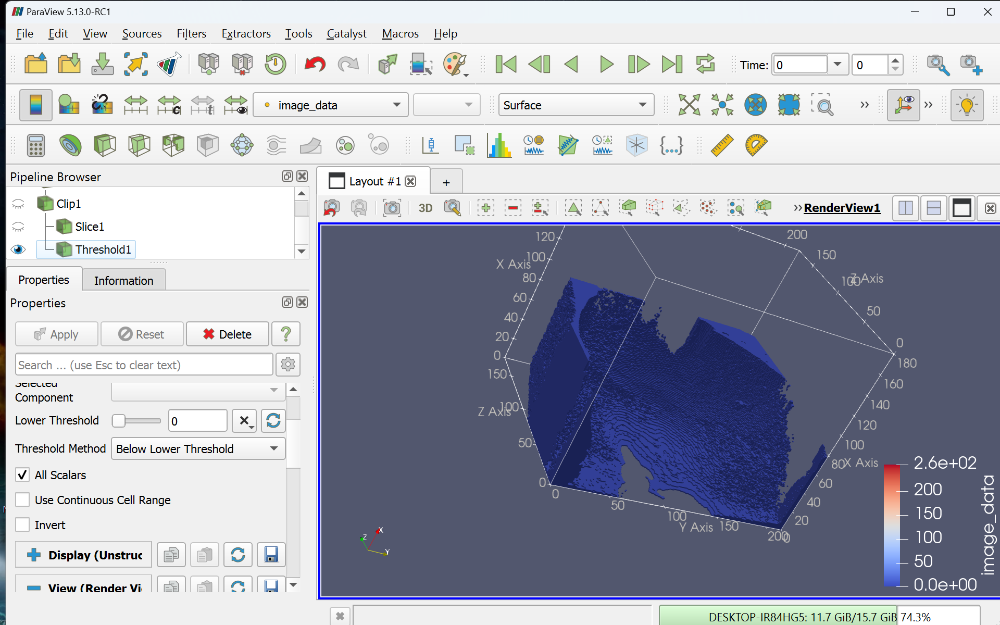 ParaView 5.13.0-RC1
File Edit View Sources Filters Extractors Tools Catalyst Macros Help
Time: 0 0
image_data Surface
Pipeline Browser
Clip1
Slice1
Threshold1
Properties Information
Properties
Apply Reset Delete ?
Search ... (use Esc to clear text)
Selected
Component
Lower Threshold 0
Threshold Method Below Lower Threshold
All Scalars
Use Continuous Cell Range
Invert
Display (Unstruc
View (Render Vi
Layout #1 +
3D RenderView1
120
100
X Axis
80
60
40
20
0
150
100
Z Axis
50
0
0
50
100
Y Axis
150
200
0
20
40
60
80
X Axis
100
120
140
160
180
0
50
100
Z Axis
150
200
X
Y
Z
2.6e+02
200
150
100
50
0.0e+00
image_data
DESKTOP-IR84HG5: 11.7 GiB/15.7 GiB 74.3%